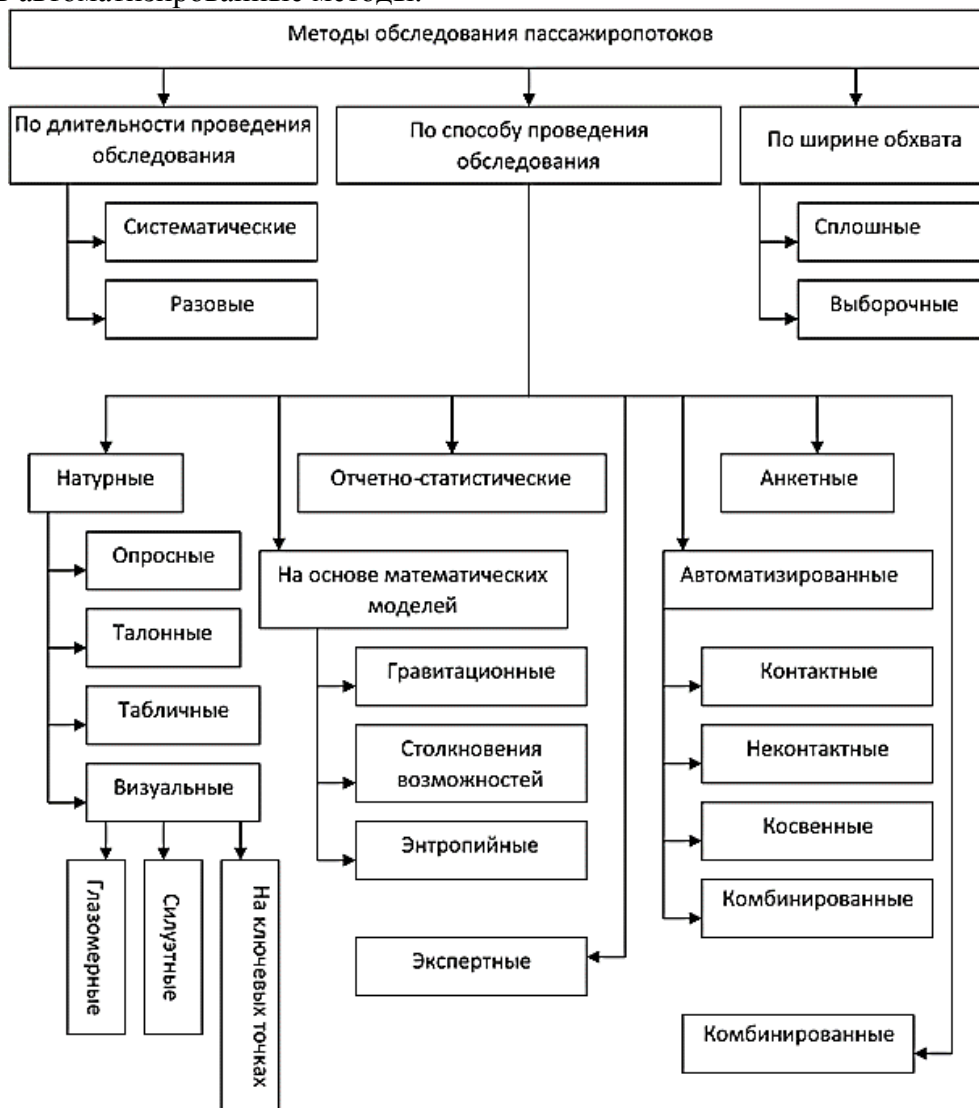 автоматизированные методы.
Методы обследования пассажиропотоков
По длительности проведения
обследования
По способу проведения
обследования
По ширине обхвата
Систематические
Разовые
Сплошные
Выборочные
Натурные
Отчетно-статистические
Анкетные
Опросные
Талонные
Табличные
Визуальные
Глазомерные
Силуэтные
На ключевых точках
На основе математических
моделей
Гравитационные
Столкновения
возможностей
Энтропийные
Экспертные
Автоматизированные
Контактные
Неконтактные
Косвенные
Комбинированные
Комбинированные